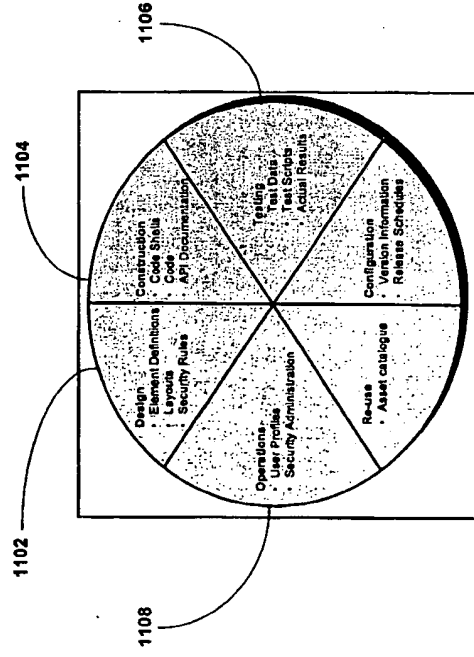 1102
1104
1106
1108
Design
• Element Definitions
• Layouts
• Security Rules
Construction
• Code Shells
• Code
• API Documentation
Testing
• Test Data
• Test Scripts
• Actual Results
Configuration
• Version Information
• Release Schedules
Re-use
• Asset catalogue
Operations
• User Profiles
• Security Administration